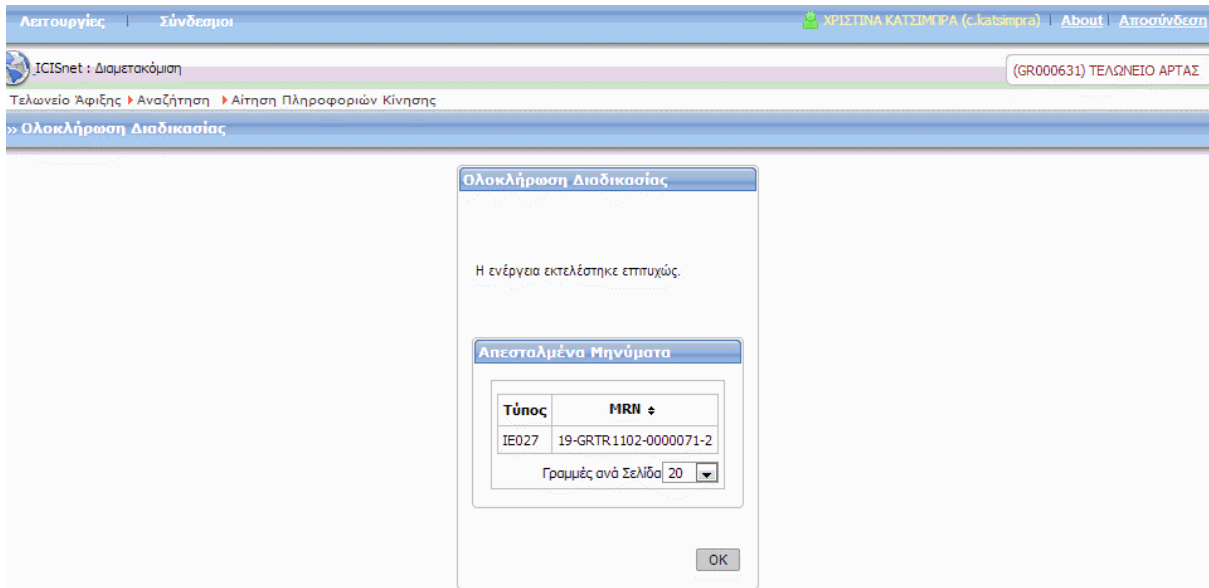 Λειτουργίες | Σύνδεσμοι ΧΡΙΣΤΙΝΑ ΚΑΤΣΙΜΠΡΑ (c.katsimpra) | About | Αποσύνδεση
ICISnet : Διαμετακόμιση (GR000631) ΤΕΛΩΝΕΙΟ ΑΡΤΑΣ
Τελωνείο Άφιξης Αναζήτηση Αίτηση Πληροφοριών Κίνησης
» Ολοκλήρωση Διαδικασίας
Ολοκλήρωση Διαδικασίας
Η ενέργεια εκτελέστηκε επιτυχώς.
Απεσταλμένα Μηνύματα
Τύπος MRN
IE027 19-GRTR1102-0000071-2
Γραμμές ανά Σελίδα 20
OK